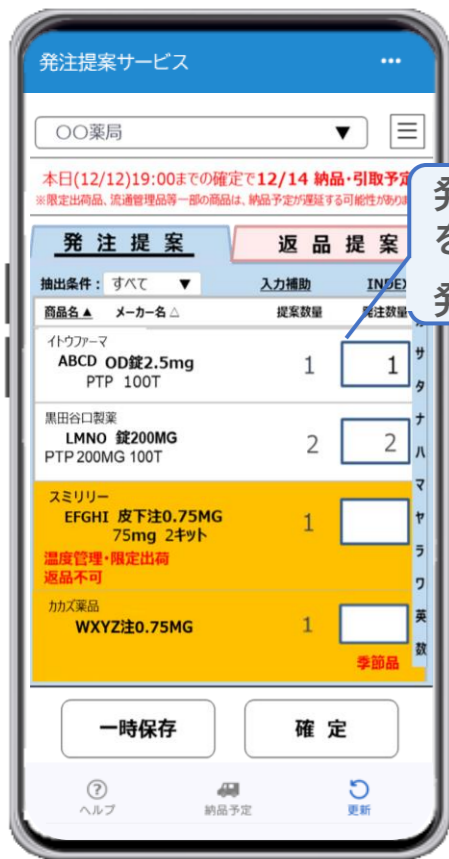 発注提案サービス
○○薬局 ▼
本日(12/12)19:00までの確定で12/14 納品・引取予定
※限定出荷品、流通管理品等一部の商品は、納品予定が遅延する可能性があり
発注提案 返品提案
抽出条件： すべて ▼ 入力補助 INDEX
商品名▲ メーカー名△ 提案数量 発注数量
イトウファーマ
ABCD OD錠2.5mg
PTP 100T
1 1
黒田谷口製薬
LMNO 錠200MG
PTP 200MG 100T
2 2
スミリリー
EFGHI 皮下注0.75MG
75mg 2キット
1
温度管理・限定出荷
返品不可
カカズ薬品
WXYZ注0.75MG
1
季節品
サ
タ
ナ
ハ
マ
ヤ
ラ
ワ
英
数
発
を
発
一時保存 確定
ヘルプ 納品予定 更新